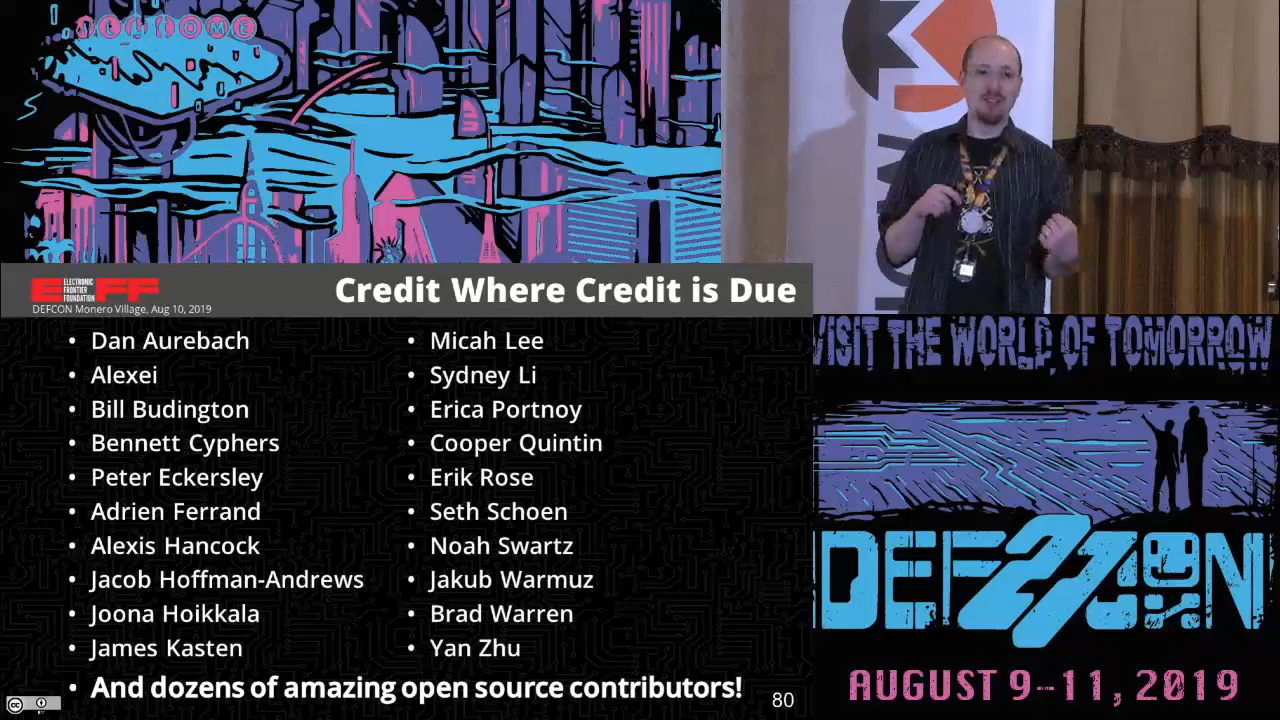 WELCOME
EFF ELECTRONIC FRONTIER FOUNDATION
DEFCON Monero Village, Aug 10, 2019
Credit Where Credit is Due
• Dan Aurebach
• Alexei
• Bill Budington
• Bennett Cyphers
• Peter Eckersley
• Adrien Ferrand
• Alexis Hancock
• Jacob Hoffman-Andrews
• Joona Hoikkala
• James Kasten
• Micah Lee
• Sydney Li
• Erica Portnoy
• Cooper Quintin
• Erik Rose
• Seth Schoen
• Noah Swartz
• Jakub Warmuz
• Brad Warren
• Yan Zhu
• And dozens of amazing open source contributors!
80
VISIT THE WORLD OF TOMORROW
DEF27CON
AUGUST 9-11, 2019